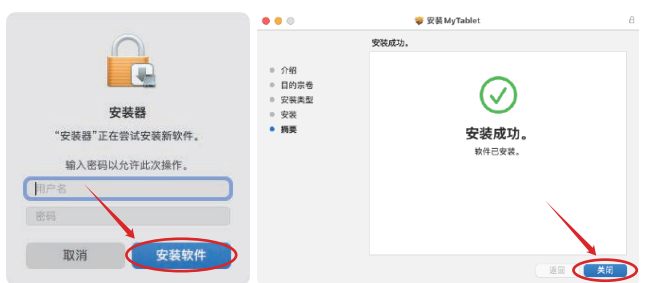 安装器
“安装器”正在尝试安装新软件。
输入密码以允许此次操作。
用户名
密码
取消
安装软件
安装 MyTablet
安装成功。
介绍
目的宗卷
安装类型
安装
摘要
安装成功。
软件已安装。
返回
关闭